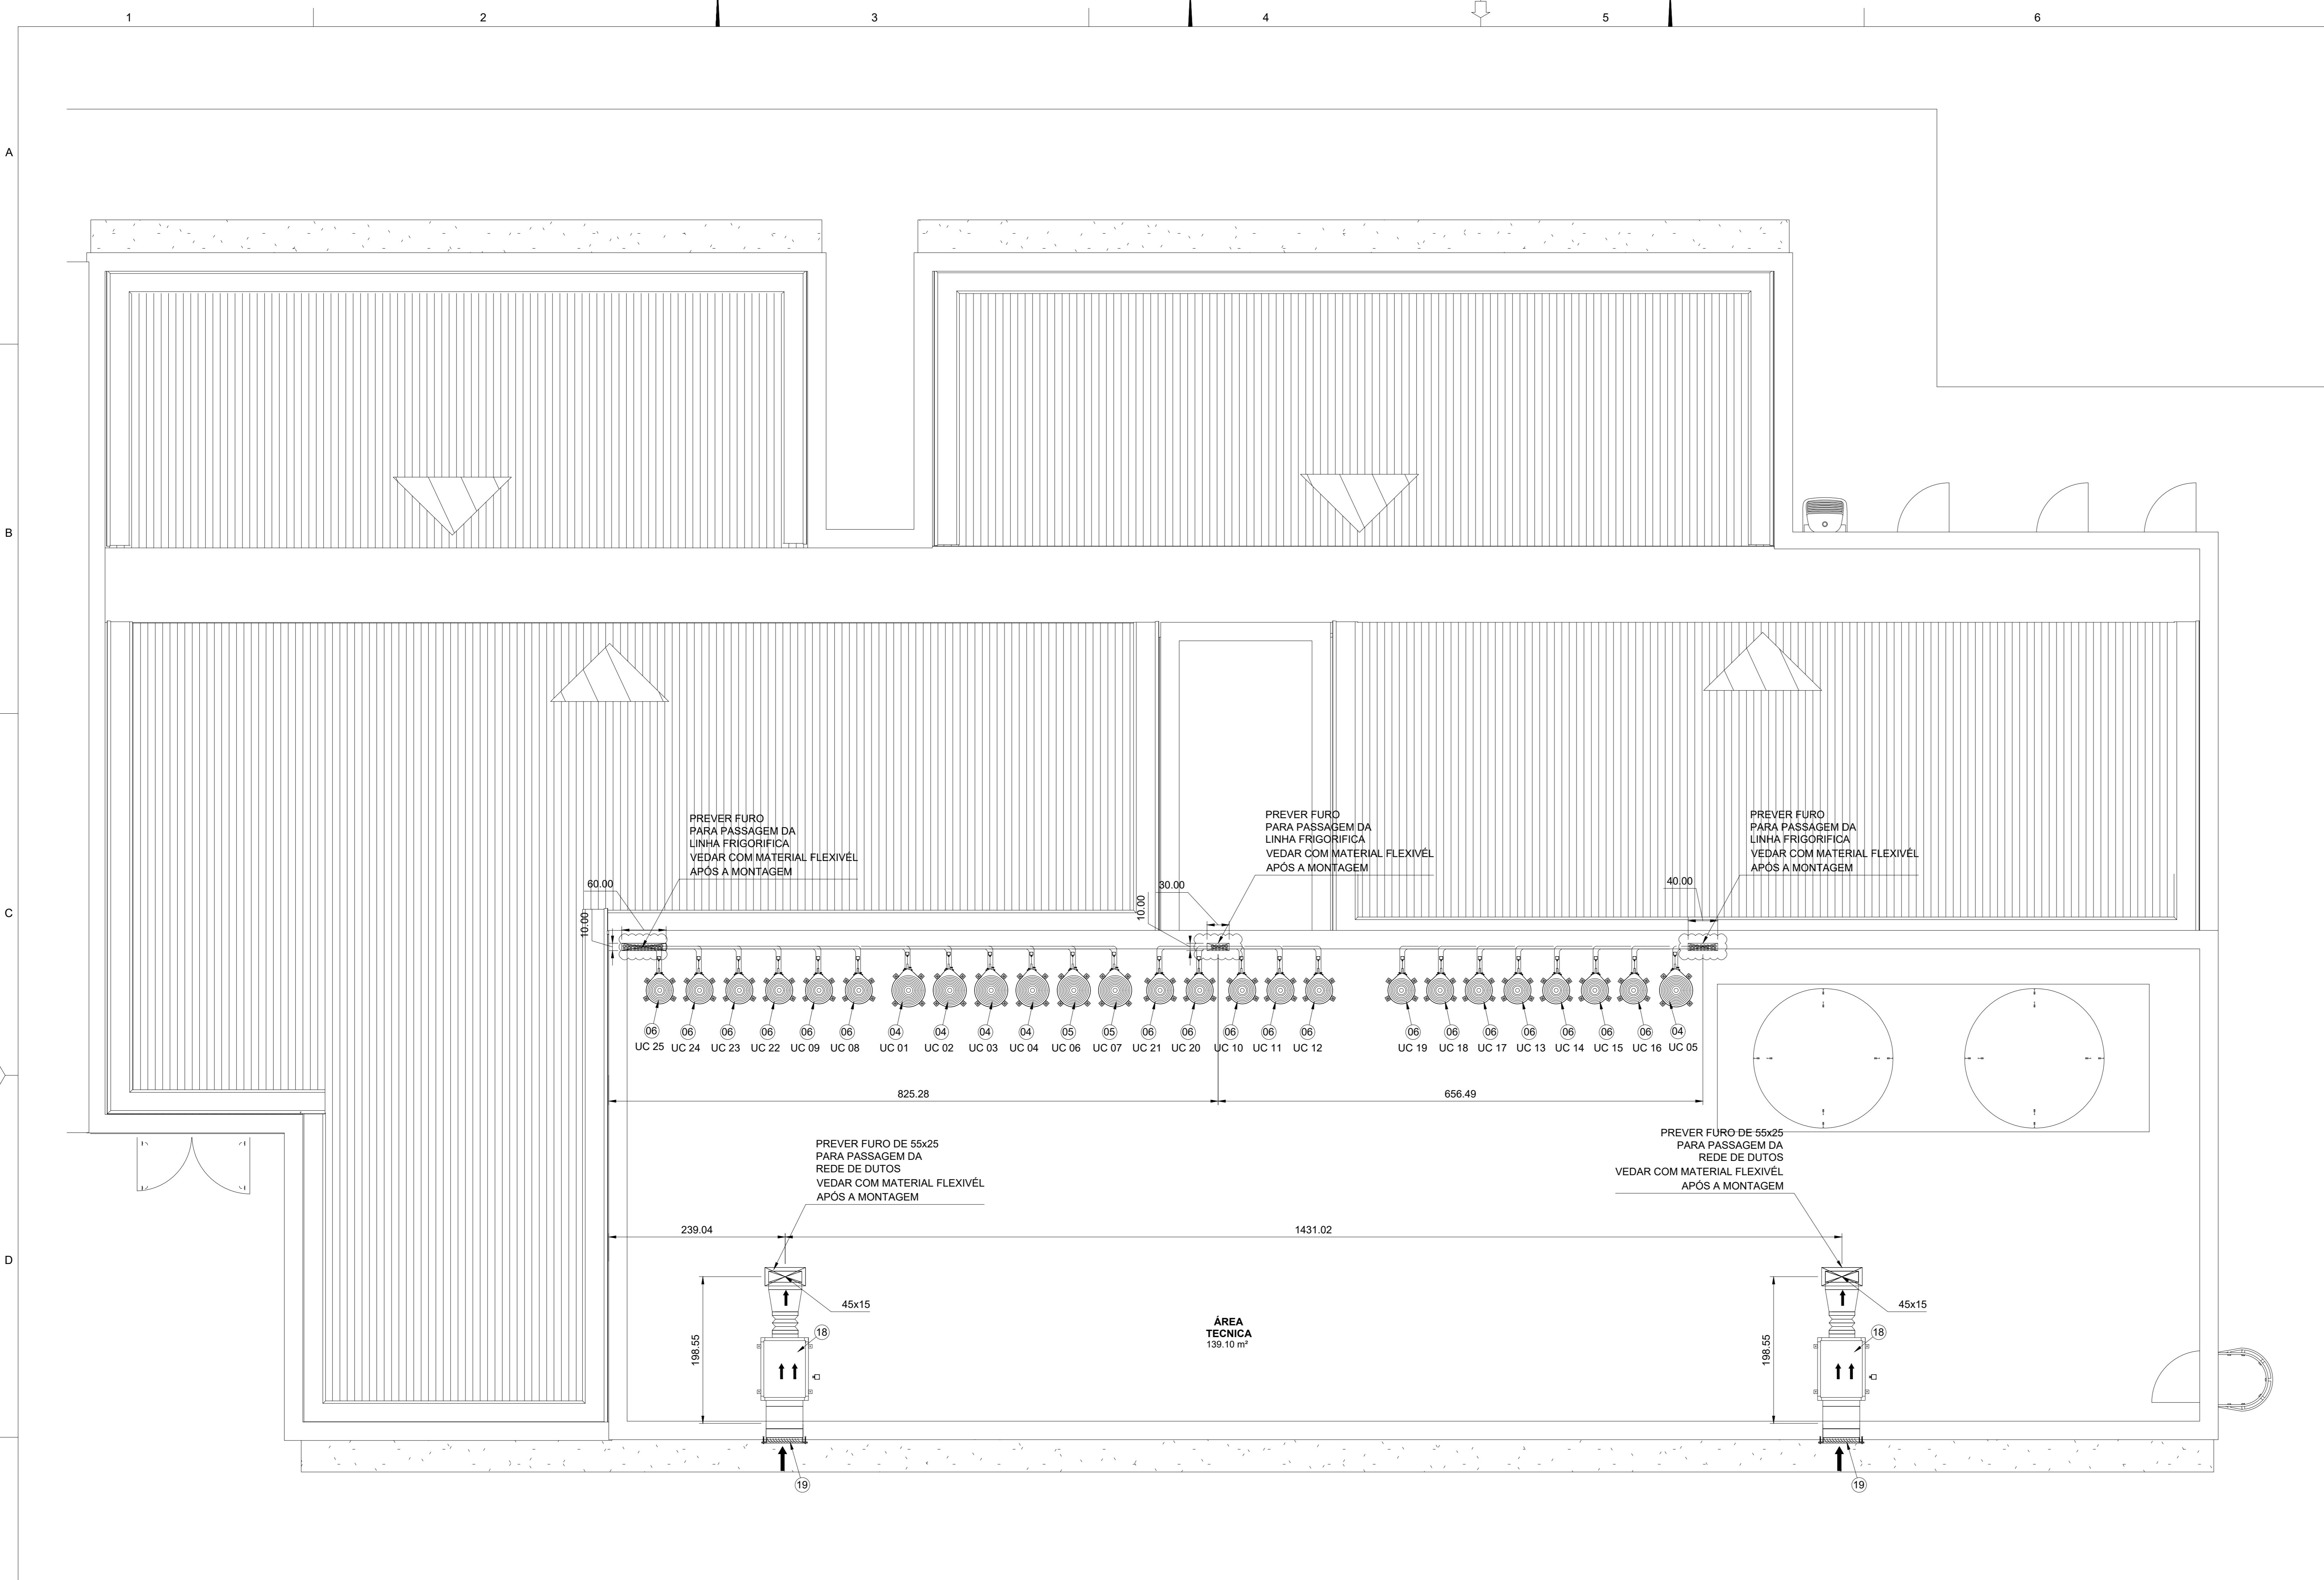 1
2
3
4
5
6
A
B
C
D
PREVER FURO
PARA PASSAGEM DA
LINHA FRIGORIFICA
VEDAR COM MATERIAL FLEXIVÉL
APÓS A MONTAGEM
PREVER FURO
PARA PASSAGEM DA
LINHA FRIGORIFICA
VEDAR COM MATERIAL FLEXIVÉL
APÓS A MONTAGEM
PREVER FURO
PARA PASSAGEM DA
LINHA FRIGORIFICA
VEDAR COM MATERIAL FLEXIVÉL
APÓS A MONTAGEM
60.00
10.00
30.00
10.00
40.00
06
06
06
06
06
06
04
04
04
04
05
05
06
06
06
06
06
06
06
06
06
06
06
06
04
UC 25
UC 24
UC 23
UC 22
UC 09
UC 08
UC 01
UC 02
UC 03
UC 04
UC 06
UC 07
UC 21
UC 20
UC 10
UC 11
UC 12
UC 19
UC 18
UC 17
UC 13
UC 14
UC 15
UC 16
UC 05
825.28
656.49
PREVER FURO DE 55x25
PARA PASSAGEM DA
REDE DE DUTOS
VEDAR COM MATERIAL FLEXIVÉL
APÓS A MONTAGEM
PREVER FURO DE 55x25
PARA PASSAGEM DA
REDE DE DUTOS
VEDAR COM MATERIAL FLEXIVÉL
APÓS A MONTAGEM
239.04
1431.02
45x15
45x15
18
18
198.55
198.55
ÁREA
TECNICA
139.10 m²
19
19